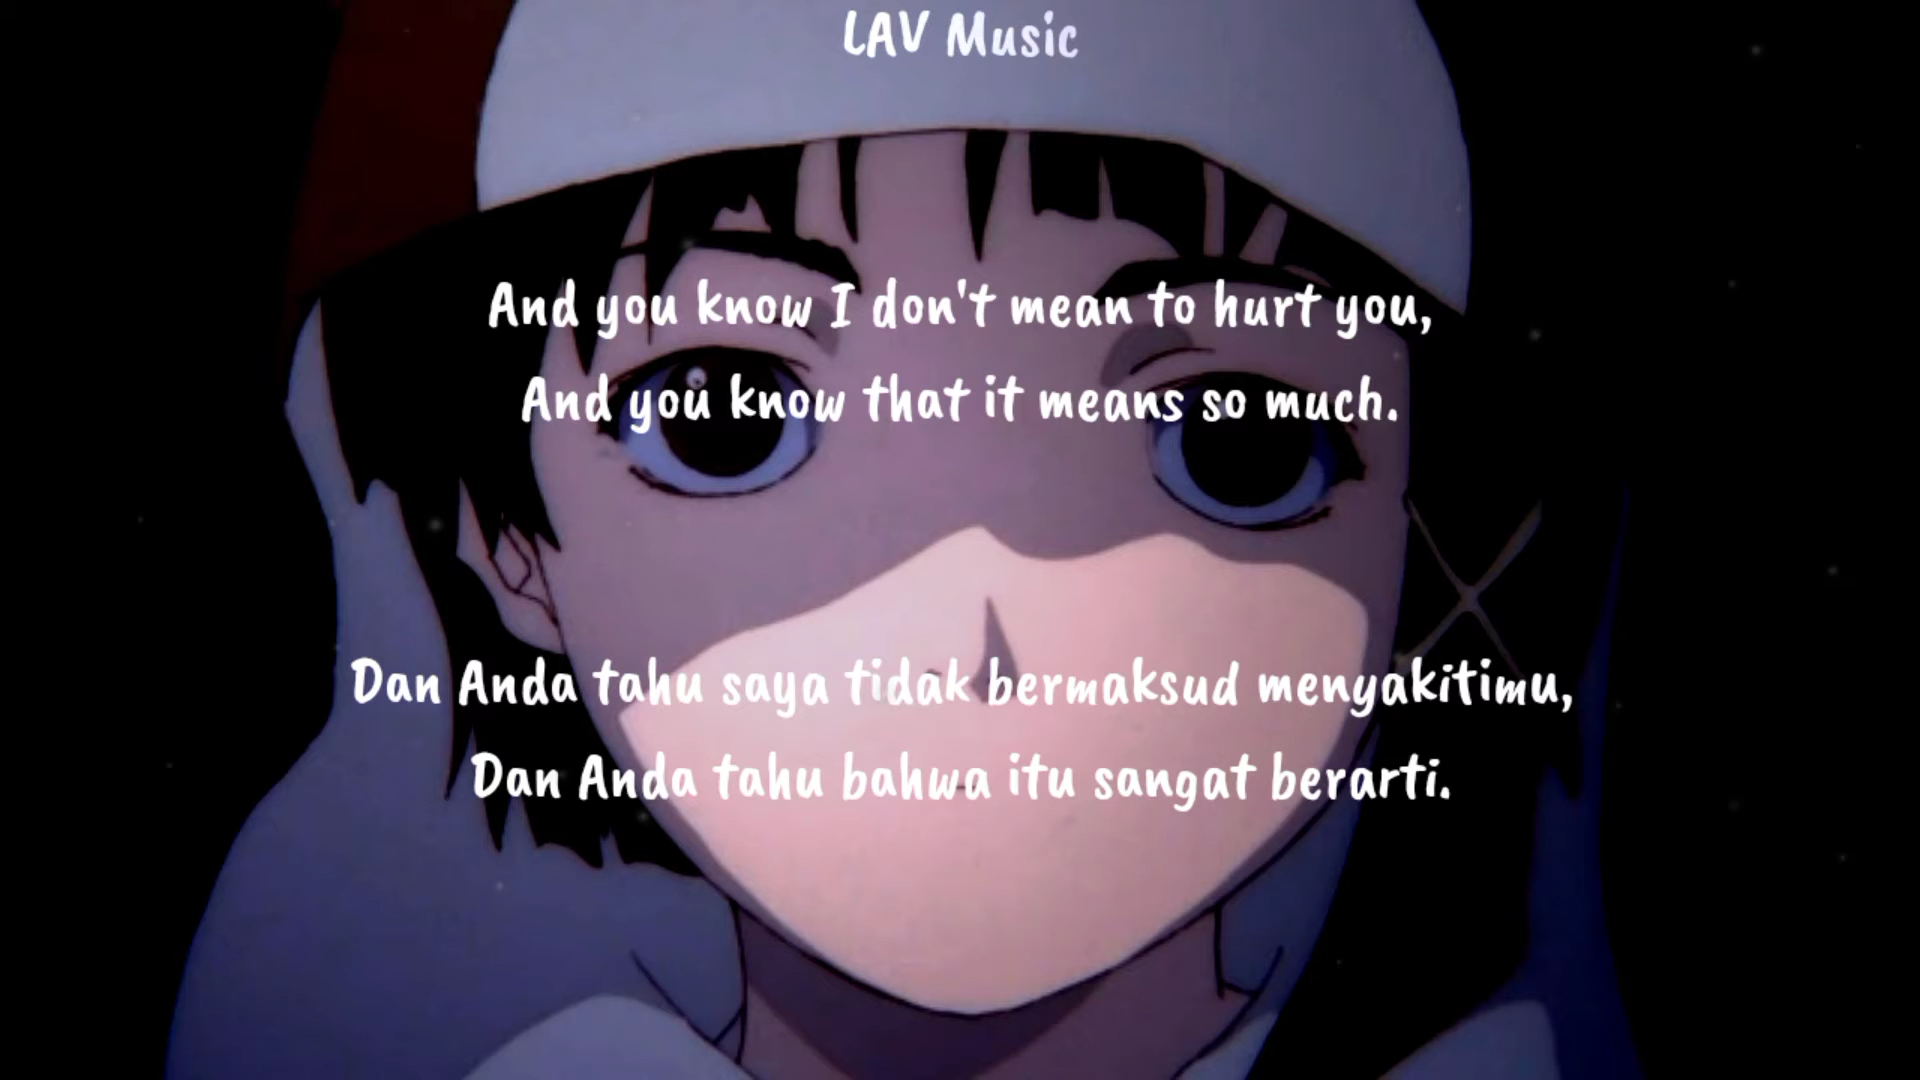 LAV Music
And you know I don't mean to hurt you,
And you know that it means so much.
Dan Anda tahu saya tidak bermaksud menyakitimu,
Dan Anda tahu bahwa itu sangat berarti.